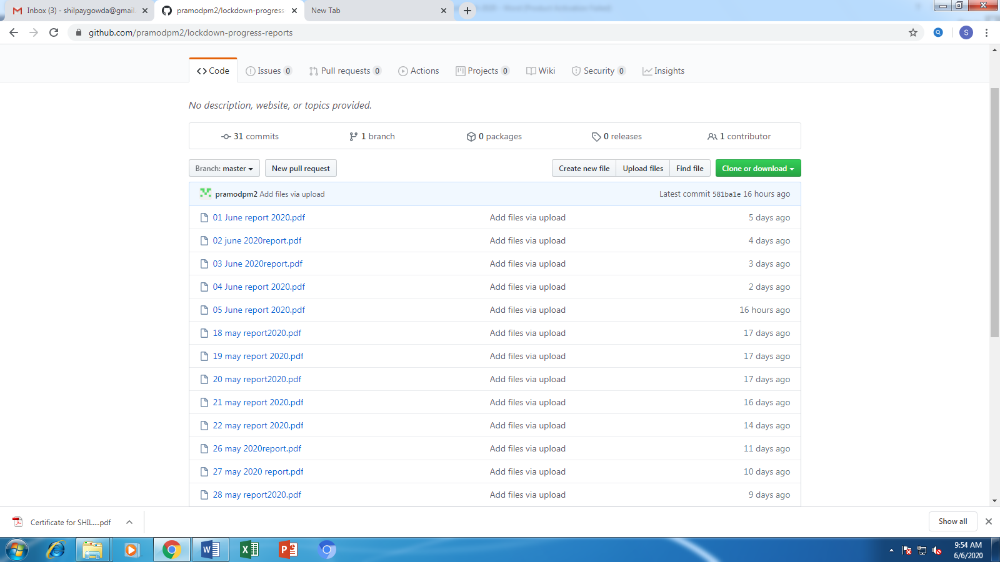 Inbox (3) - shilpaygowda@gmail.
pramodpm2/lockdown-progress-
New Tab
github.com/pramodpm2/lockdown-progress-reports
S
Code
Issues 0
Pull requests 0
Actions
Projects 0
Wiki
Security 0
Insights
No description, website, or topics provided.
31 commits
1 branch
0 packages
0 releases
1 contributor
Branch: master
New pull request
Create new file
Upload files
Find file
Clone or download
pramodpm2 Add files via upload
Latest commit 581ba1e 16 hours ago
01 June report 2020.pdf Add files via upload 5 days ago
02 june 2020report.pdf Add files via upload 4 days ago
03 June 2020report.pdf Add files via upload 3 days ago
04 June report 2020.pdf Add files via upload 2 days ago
05 June report 2020.pdf Add files via upload 16 hours ago
18 may report2020.pdf Add files via upload 17 days ago
19 may report 2020.pdf Add files via upload 17 days ago
20 may report2020.pdf Add files via upload 17 days ago
21 may report 2020.pdf Add files via upload 16 days ago
22 may report 2020.pdf Add files via upload 14 days ago
26 may 2020report.pdf Add files via upload 11 days ago
27 may 2020 report.pdf Add files via upload 10 days ago
28 may report2020.pdf Add files via upload 9 days ago
Certificate for SHIL....pdf
Show all
9:54 AM
6/6/2020